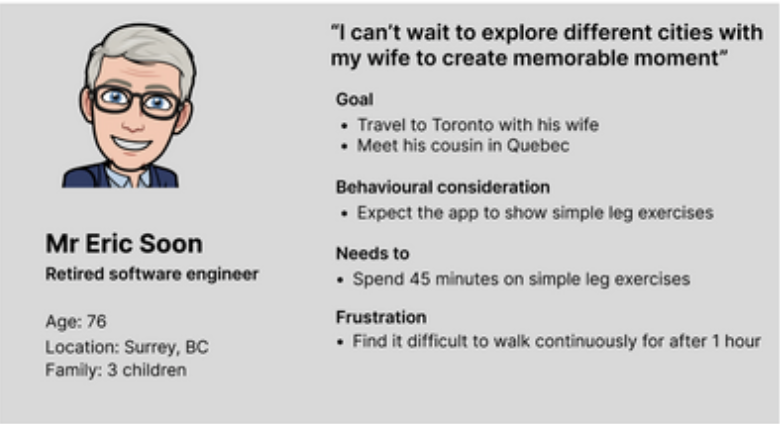 Mr Eric Soon
Retired software engineer
Age: 76
Location: Surrey, BC
Family: 3 children
“I can’t wait to explore different cities with
my wife to create memorable moment”
Goal
• Travel to Toronto with his wife
• Meet his cousin in Quebec
Behavioural consideration
• Expect the app to show simple leg exercises
Needs to
• Spend 45 minutes on simple leg exercises
Frustration
• Find it difficult to walk continuously for after 1 hour